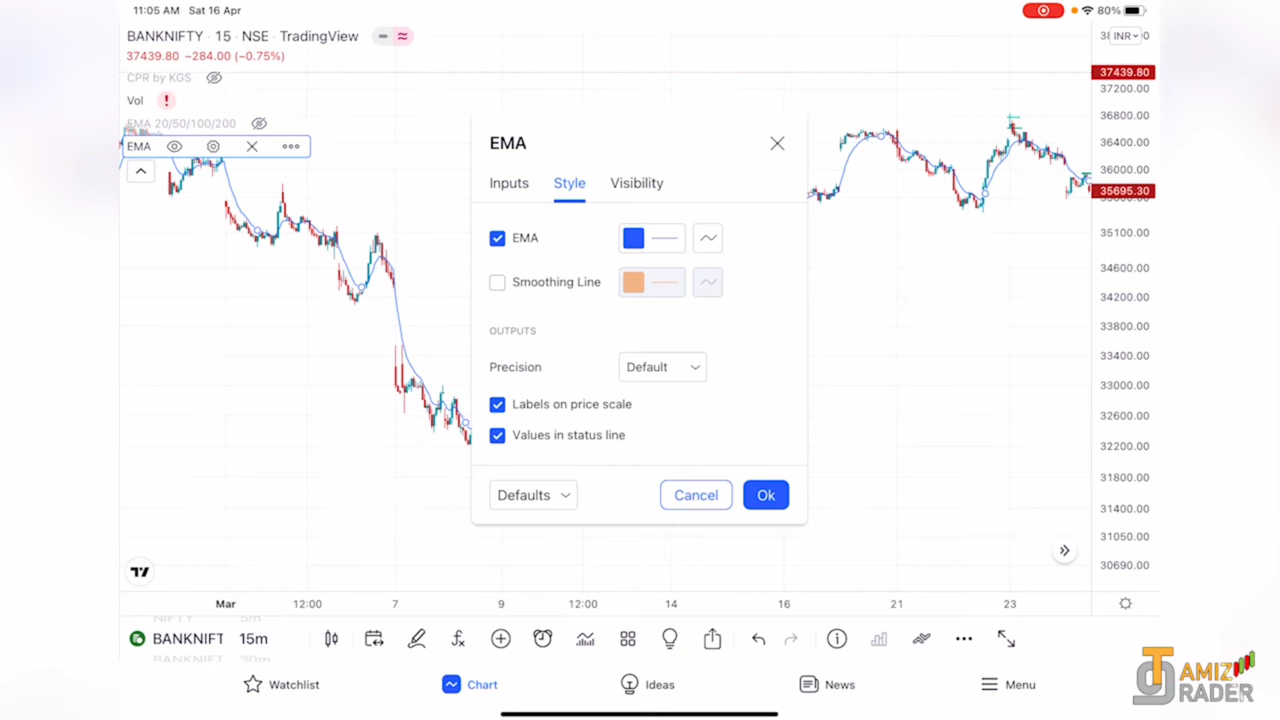 11:05 AM Sat 16 Apr
80%
BANKNIFTY · 15 · NSE · TradingView
INR
37439.80 −284.00 (−0.75%)
CPR by KGS
Vol
EMA 20/50/100/200
EMA
37439.80
37200.00
36800.00
36400.00
36000.00
35695.30
35100.00
34600.00
34200.00
33800.00
33400.00
33000.00
32600.00
32200.00
31800.00
31400.00
31050.00
30690.00
EMA
Inputs Style Visibility
EMA
Smoothing Line
OUTPUTS
Precision Default
Labels on price scale
Values in status line
Defaults Cancel Ok
Mar 12:00 7 9 12:00 14 16 21 23
NIFTY 5m
BANKNIFT 15m
BANKNIFT 30m
Watchlist Chart Ideas News Menu
TAMIZ
TRADER